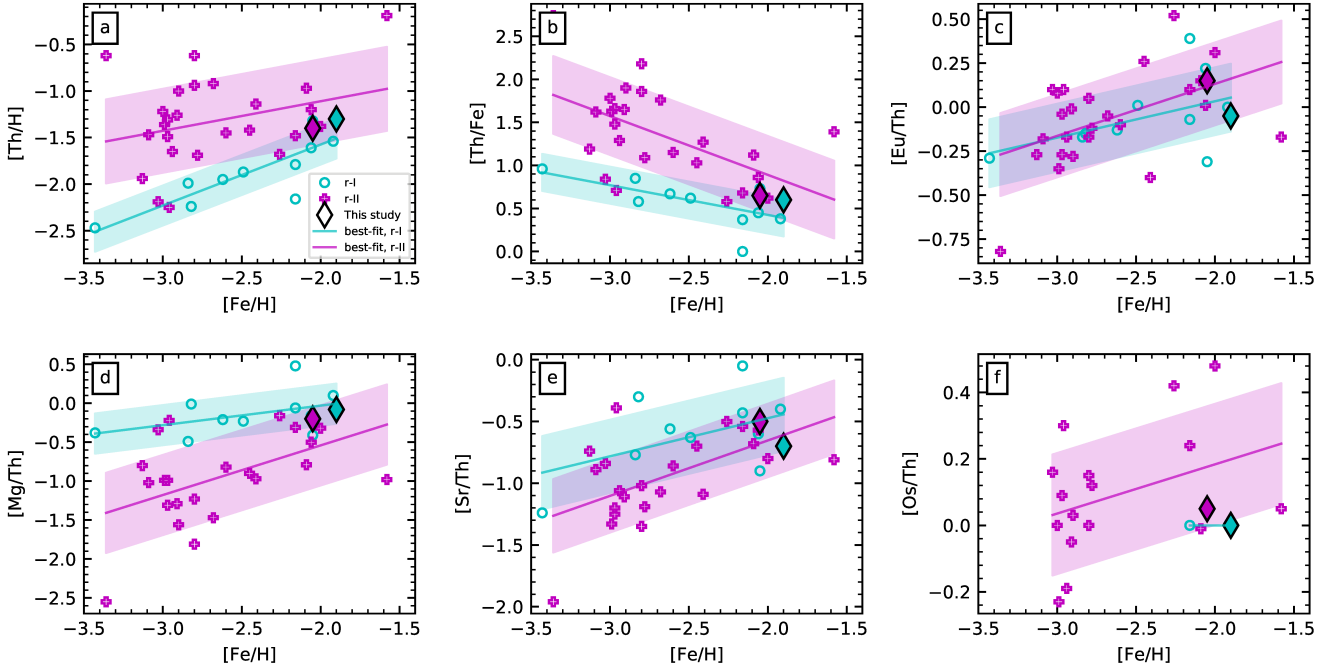 a
[Th/H]
−0.5
−1.0
−1.5
−2.0
−2.5
−3.5 −3.0 −2.5 −2.0 −1.5
[Fe/H]
r-I
r-II
This study
best-fit, r-I
best-fit, r-II
b
[Th/Fe]
2.5
2.0
1.5
1.0
0.5
0.0
−3.5 −3.0 −2.5 −2.0 −1.5
[Fe/H]
c
[Eu/Th]
0.50
0.25
0.00
−0.25
−0.50
−0.75
−3.5 −3.0 −2.5 −2.0 −1.5
[Fe/H]
d
[Mg/Th]
0.5
0.0
−0.5
−1.0
−1.5
−2.0
−2.5
−3.5 −3.0 −2.5 −2.0 −1.5
[Fe/H]
e
[Sr/Th]
0.0
−0.5
−1.0
−1.5
−2.0
−3.5 −3.0 −2.5 −2.0 −1.5
[Fe/H]
f
[Os/Th]
0.4
0.2
0.0
−0.2
−3.5 −3.0 −2.5 −2.0 −1.5
[Fe/H]